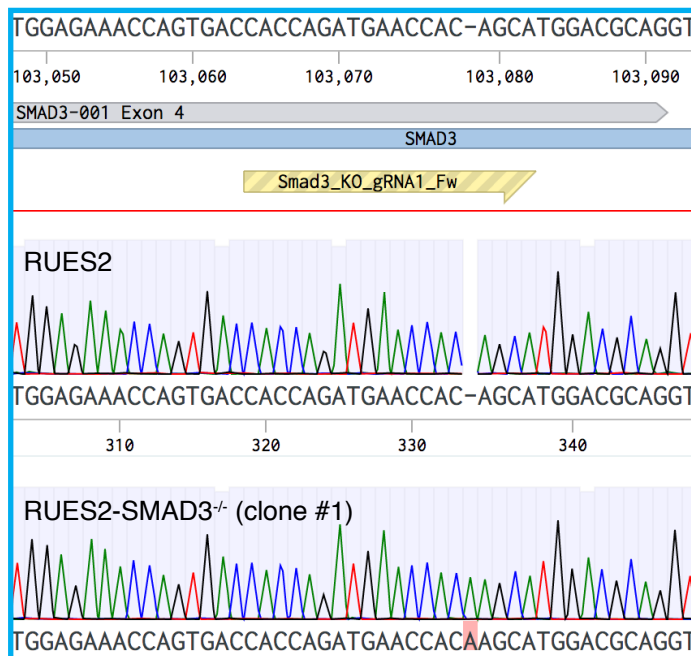 TGGAGAAACCAGTGACCACCAGATGAACCAC-AGCATGGACGCAGGT
103,050 103,060 103,070 103,080 103,090
SMAD3-001 Exon 4
SMAD3
Smad3_KO_gRNA1_Fw
RUES2
TGGAGAAACCAGTGACCACCAGATGAACCAC-AGCATGGACGCAGGT
310 320 330 340
RUES2-SMAD3-/- (clone #1)
TGGAGAAACCAGTGACCACCAGATGAACCACAAGCATGGACGCAGGT